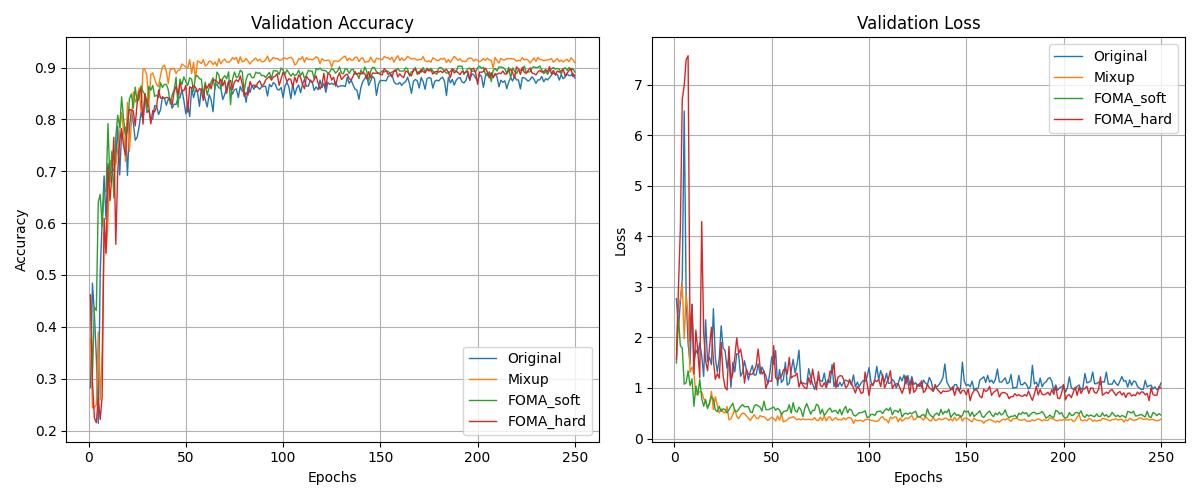 Validation Accuracy
Accuracy
0.9
0.8
0.7
0.6
0.5
0.4
0.3
0.2
0
50
100
150
200
250
Epochs
Original
Mixup
FOMA_soft
FOMA_hard
Validation Loss
Loss
7
6
5
4
3
2
1
0
0
50
100
150
200
250
Epochs
Original
Mixup
FOMA_soft
FOMA_hard